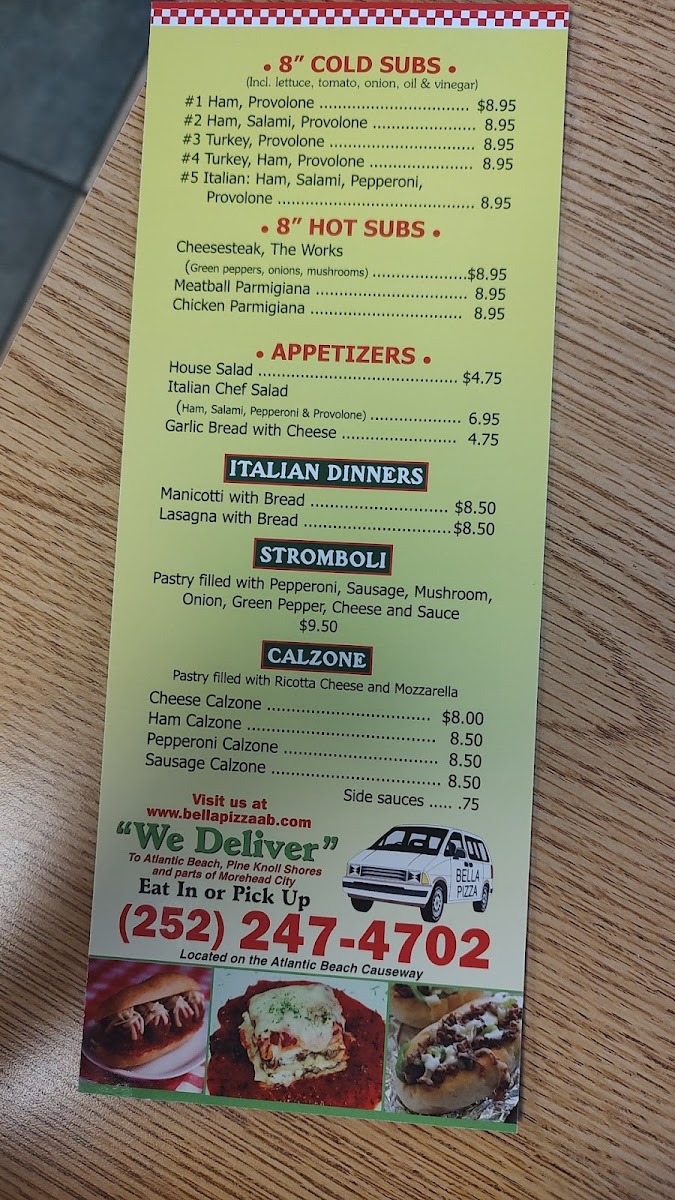 • 8" COLD SUBS •
(Incl. lettuce, tomato, onion, oil & vinegar)
#1 Ham, Provolone ................................ $8.95
#2 Ham, Salami, Provolone ...................... 8.95
#3 Turkey, Provolone ............................... 8.95
#4 Turkey, Ham, Provolone ...................... 8.95
#5 Italian: Ham, Salami, Pepperoni,
Provolone .......................................... 8.95
• 8" HOT SUBS •
Cheesesteak, The Works
(Green peppers, onions, mushrooms) ....................$8.95
Meatball Parmigiana ................................ 8.95
Chicken Parmigiana ................................ 8.95
• APPETIZERS •
House Salad .......................................... $4.75
Italian Chef Salad
(Ham, Salami, Pepperoni & Provolone) ................... 6.95
Garlic Bread with Cheese ........................ 4.75
ITALIAN DINNERS
Manicotti with Bread ............................. $8.50
Lasagna with Bread ...............................$8.50
STROMBOLI
Pastry filled with Pepperoni, Sausage, Mushroom,
Onion, Green Pepper, Cheese and Sauce
$9.50
CALZONE
Pastry filled with Ricotta Cheese and Mozzarella
Cheese Calzone .................................. $8.00
Ham Calzone ........................................ 8.50
Pepperoni Calzone ................................. 8.50
Sausage Calzone .................................... 8.50
Side sauces ..... .75
Visit us at
www.bellapizzaab.com
"We Deliver"
To Atlantic Beach, Pine Knoll Shores
and parts of Morehead City
Eat In or Pick Up
BELLA
PIZZA
(252) 247-4702
Located on the Atlantic Beach Causeway